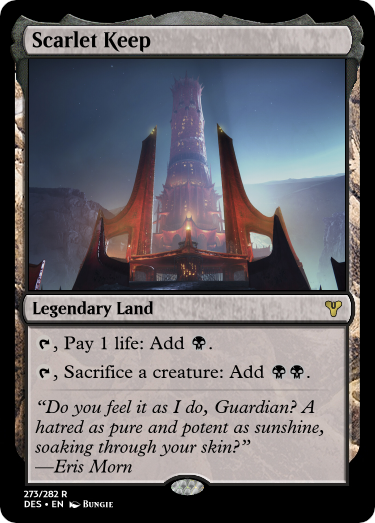 Scarlet Keep
Legendary Land
, Pay 1 life: Add .
, Sacrifice a creature: Add .
“Do you feel it as I do, Guardian? A
hatred as pure and potent as sunshine,
soaking through your skin?”
—Eris Morn
273/282 R
DES • EN Bungie